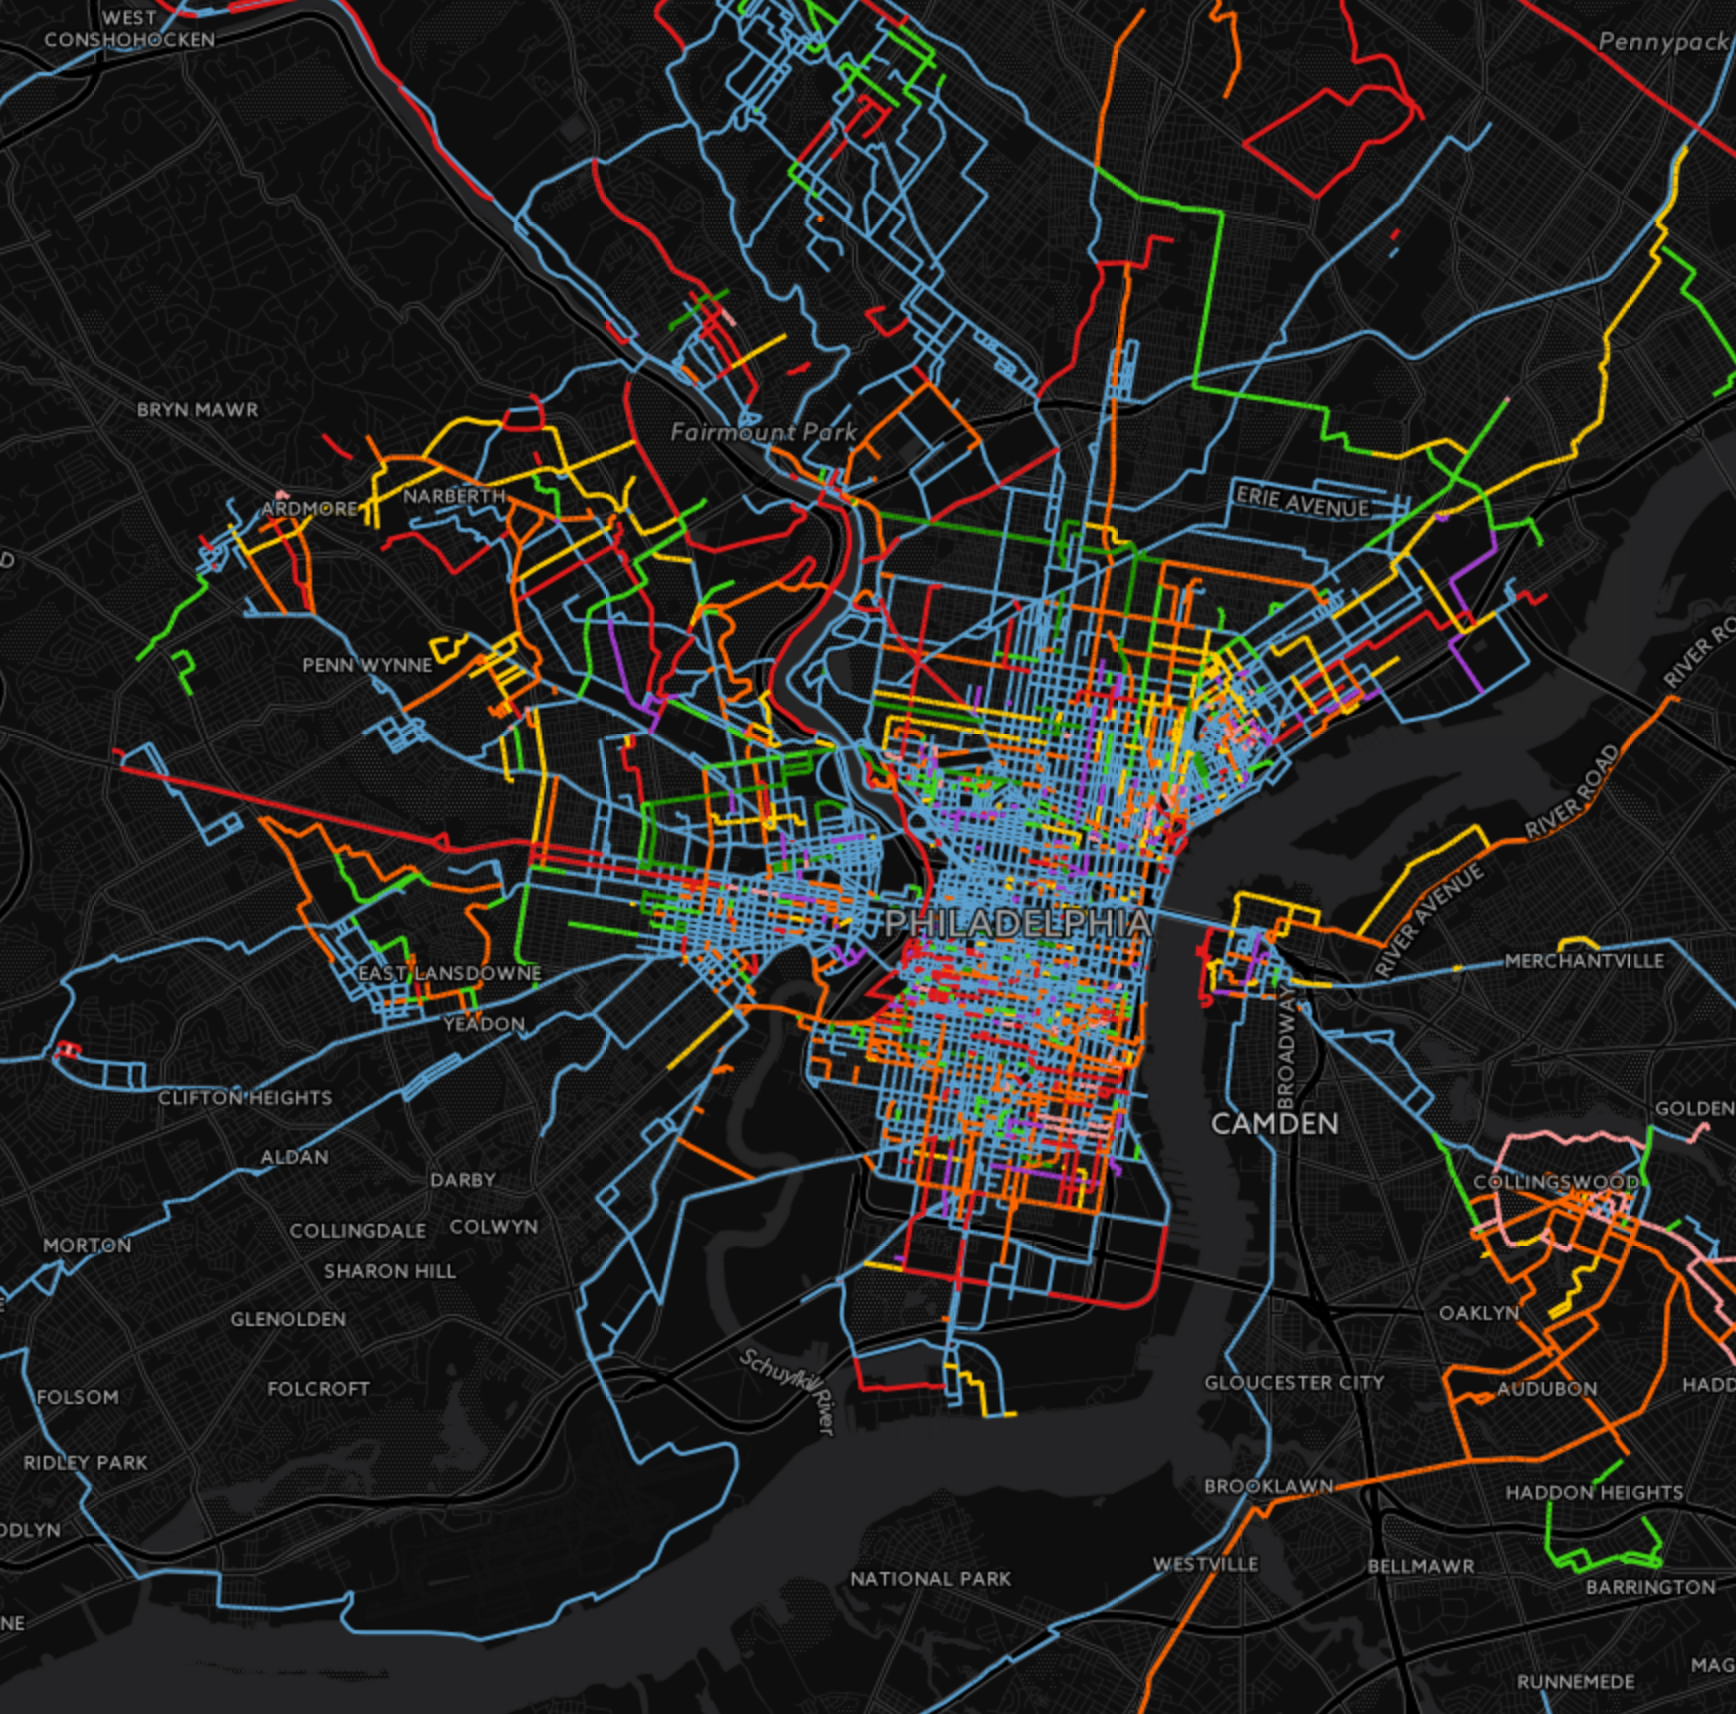 WEST
CONSHOHOCKEN
Pennypack
BRYN MAWR
Fairmount Park
ARDMORE
NARBERTH
ERIE AVENUE
D
PENN WYNNE
RIVER RO
RIVER ROAD
RIVER AVENUE
PHILADELPHIA
EAST LANSDOWNE
MERCHANTVILLE
YEADON
BROADWAY
CLIFTON HEIGHTS
CAMDEN
GOLDEN
ALDAN
DARBY
COLLINGSWOOD
COLLINGDALE
COLWYN
MORTON
SHARON HILL
GLENOLDEN
OAKLYN
Schuylkill River
FOLSOM
FOLCROFT
GLOUCESTER CITY
AUDUBON
HADD
RIDLEY PARK
BROOKLAWN
HADDON HEIGHTS
ODLYN
WESTVILLE
BELLMAWR
NATIONAL PARK
BARRINGTON
NE
MAG
RUNNEMEDE